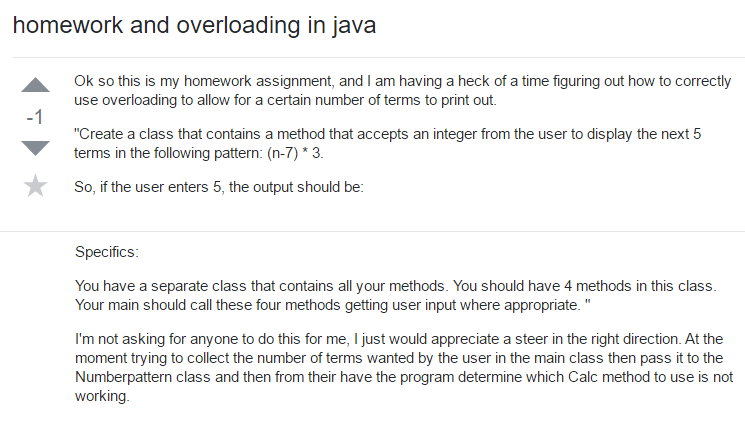 homework and overloading in java
Ok so this is my homework assignment, and I am having a heck of a time figuring out how to correctly
use overloading to allow for a certain number of terms to print out.
-1
"Create a class that contains a method that accepts an integer from the user to display the next 5
terms in the following pattern: (n-7) * 3.
So, if the user enters 5, the output should be:
Specifics:
You have a separate class that contains all your methods. You should have 4 methods in this class.
Your main should call these four methods getting user input where appropriate. "
I'm not asking for anyone to do this for me, I just would appreciate a steer in the right direction. At the
moment trying to collect the number of terms wanted by the user in the main class then pass it to the
Numberpattern class and then from their have the program determine which Calc method to use is not
working.